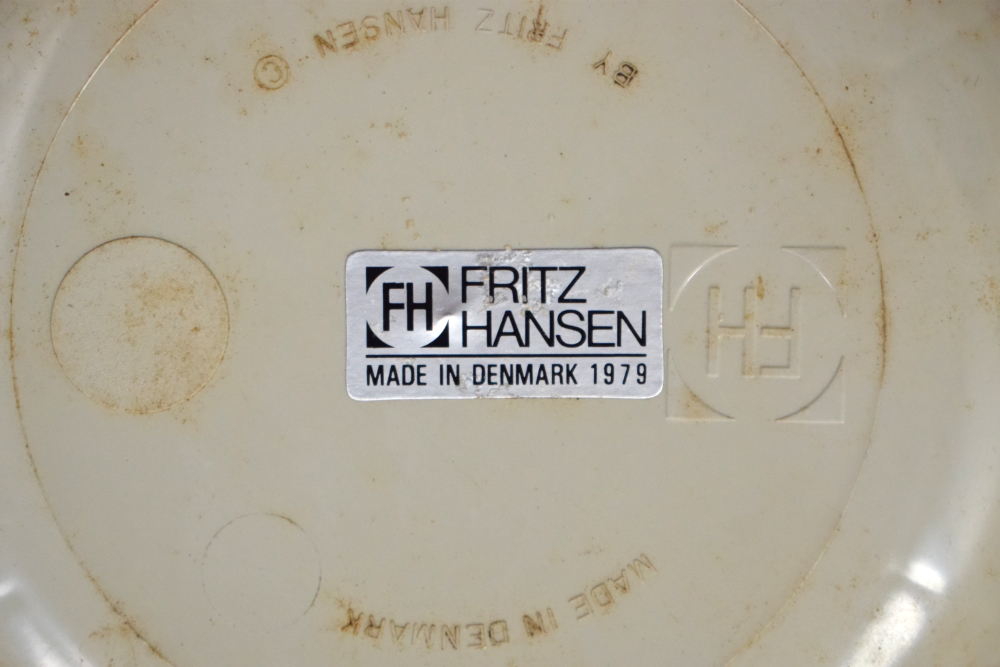 © BY FRITZ HANSEN
FH FRITZ
HANSEN
MADE IN DENMARK 1979
FH
MADE IN DENMARK